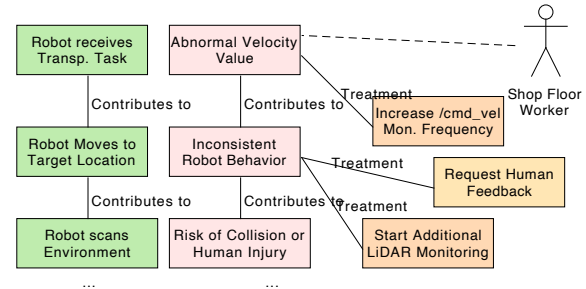 Robot receives
Transp. Task
Abnormal Velocity
Value
Shop Floor
Worker
Contributes to
Contributes to
Treatment
Increase /cmd_vel
Mon. Frequency
Robot Moves to
Target Location
Inconsistent
Robot Behavior
Treatment
Request Human
Feedback
Contributes to
Contributes to
Treatment
Robot scans
Environment
Risk of Collision or
Human Injury
Start Additional
LiDAR Monitoring
...
...